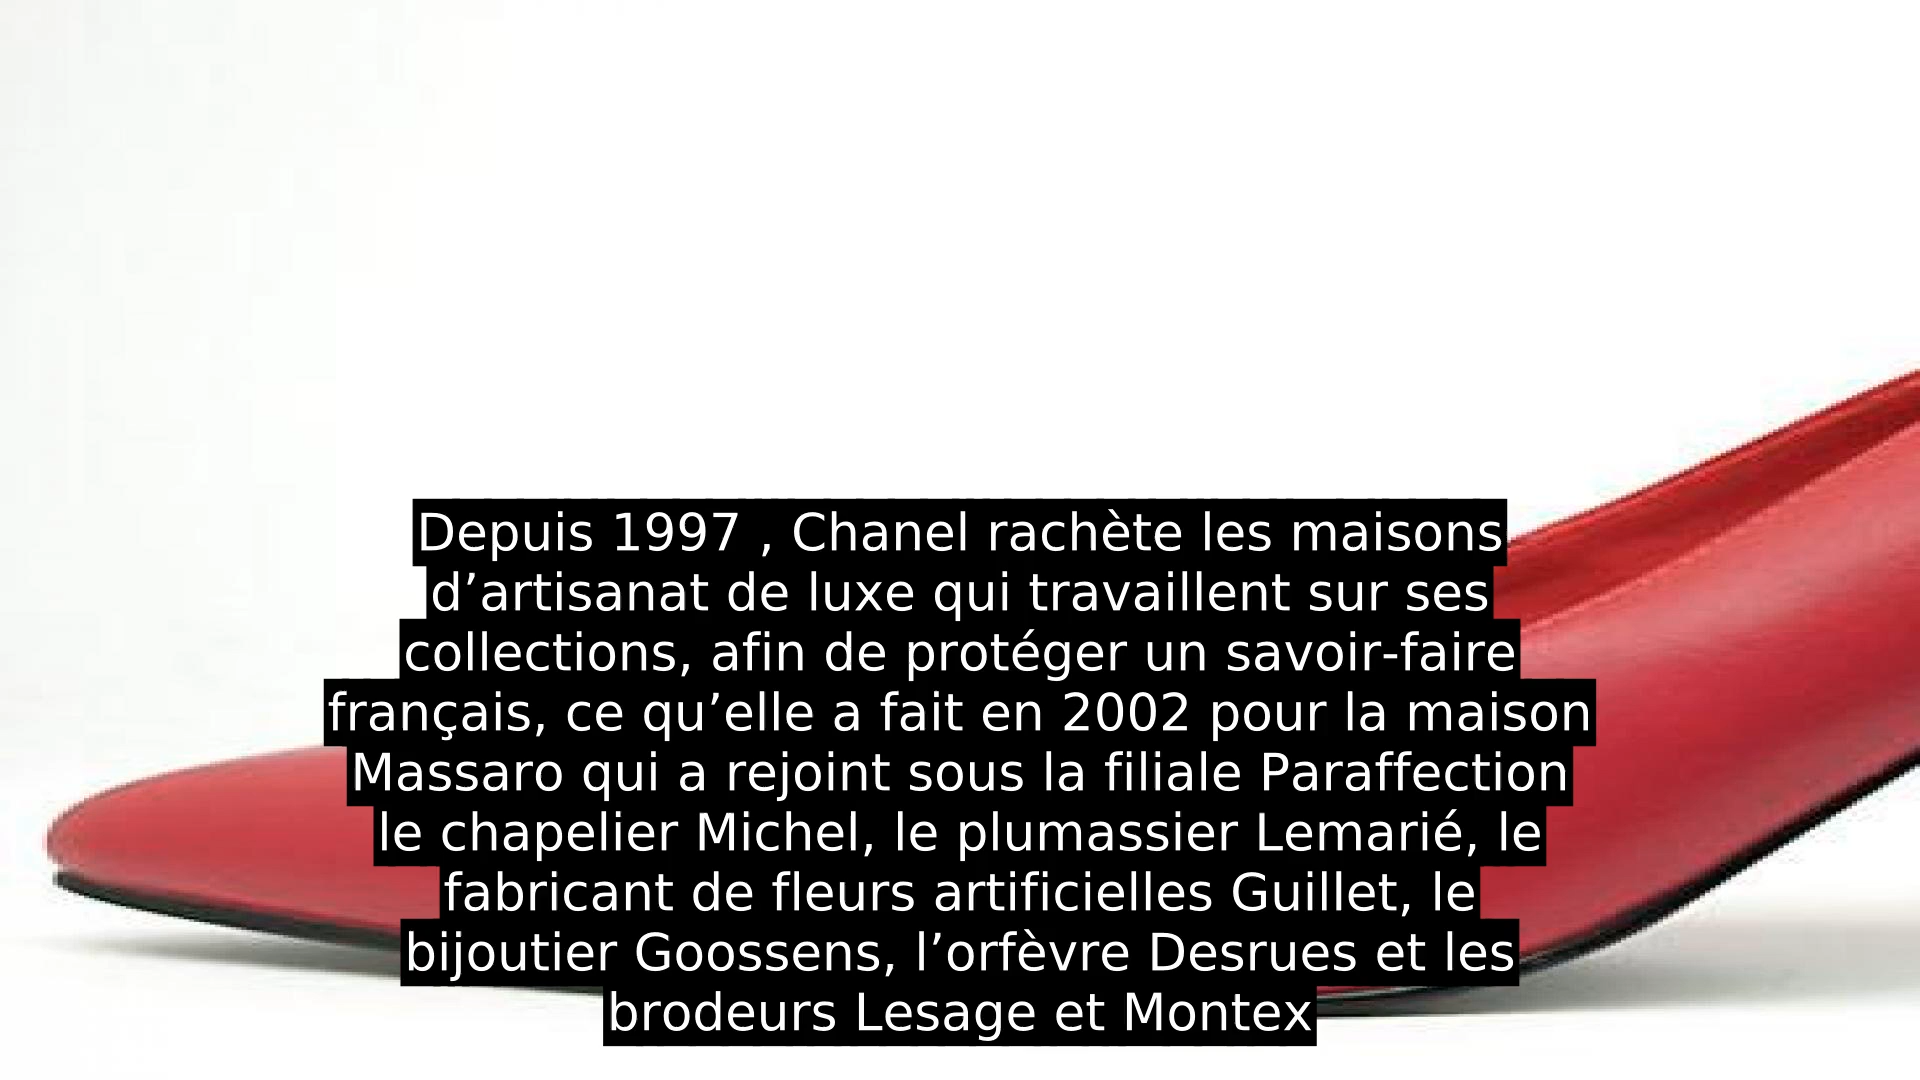 Depuis 1997 , Chanel rachète les maisons
d’artisanat de luxe qui travaillent sur ses
collections, afin de protéger un savoir-faire
français, ce qu’elle a fait en 2002 pour la maison
Massaro qui a rejoint sous la filiale Paraffection
le chapelier Michel, le plumassier Lemarié, le
fabricant de fleurs artificielles Guillet, le
bijoutier Goossens, l’orfèvre Desrues et les
brodeurs Lesage et Montex